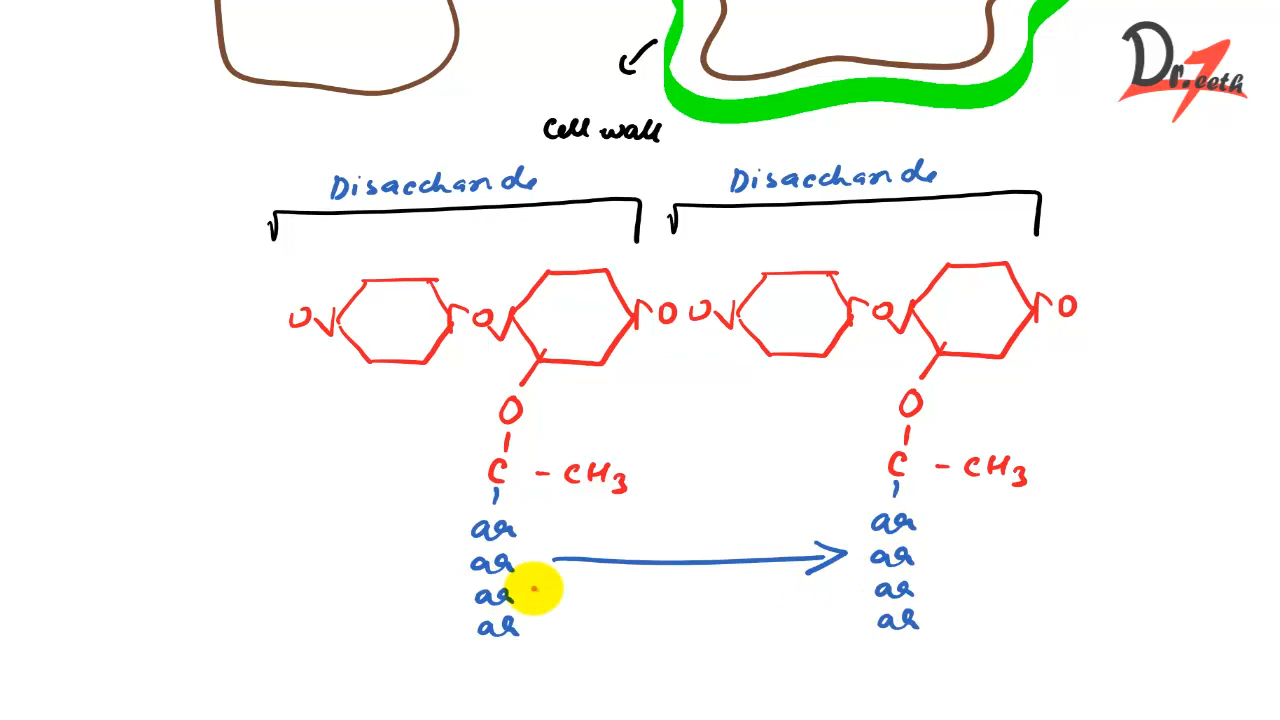 Dr.eeth
Cell wall
Disaccharide Disaccharide
O O O O O O
O O
C - CH3 C - CH3
aa aa
aa aa
aa aa
aa aa